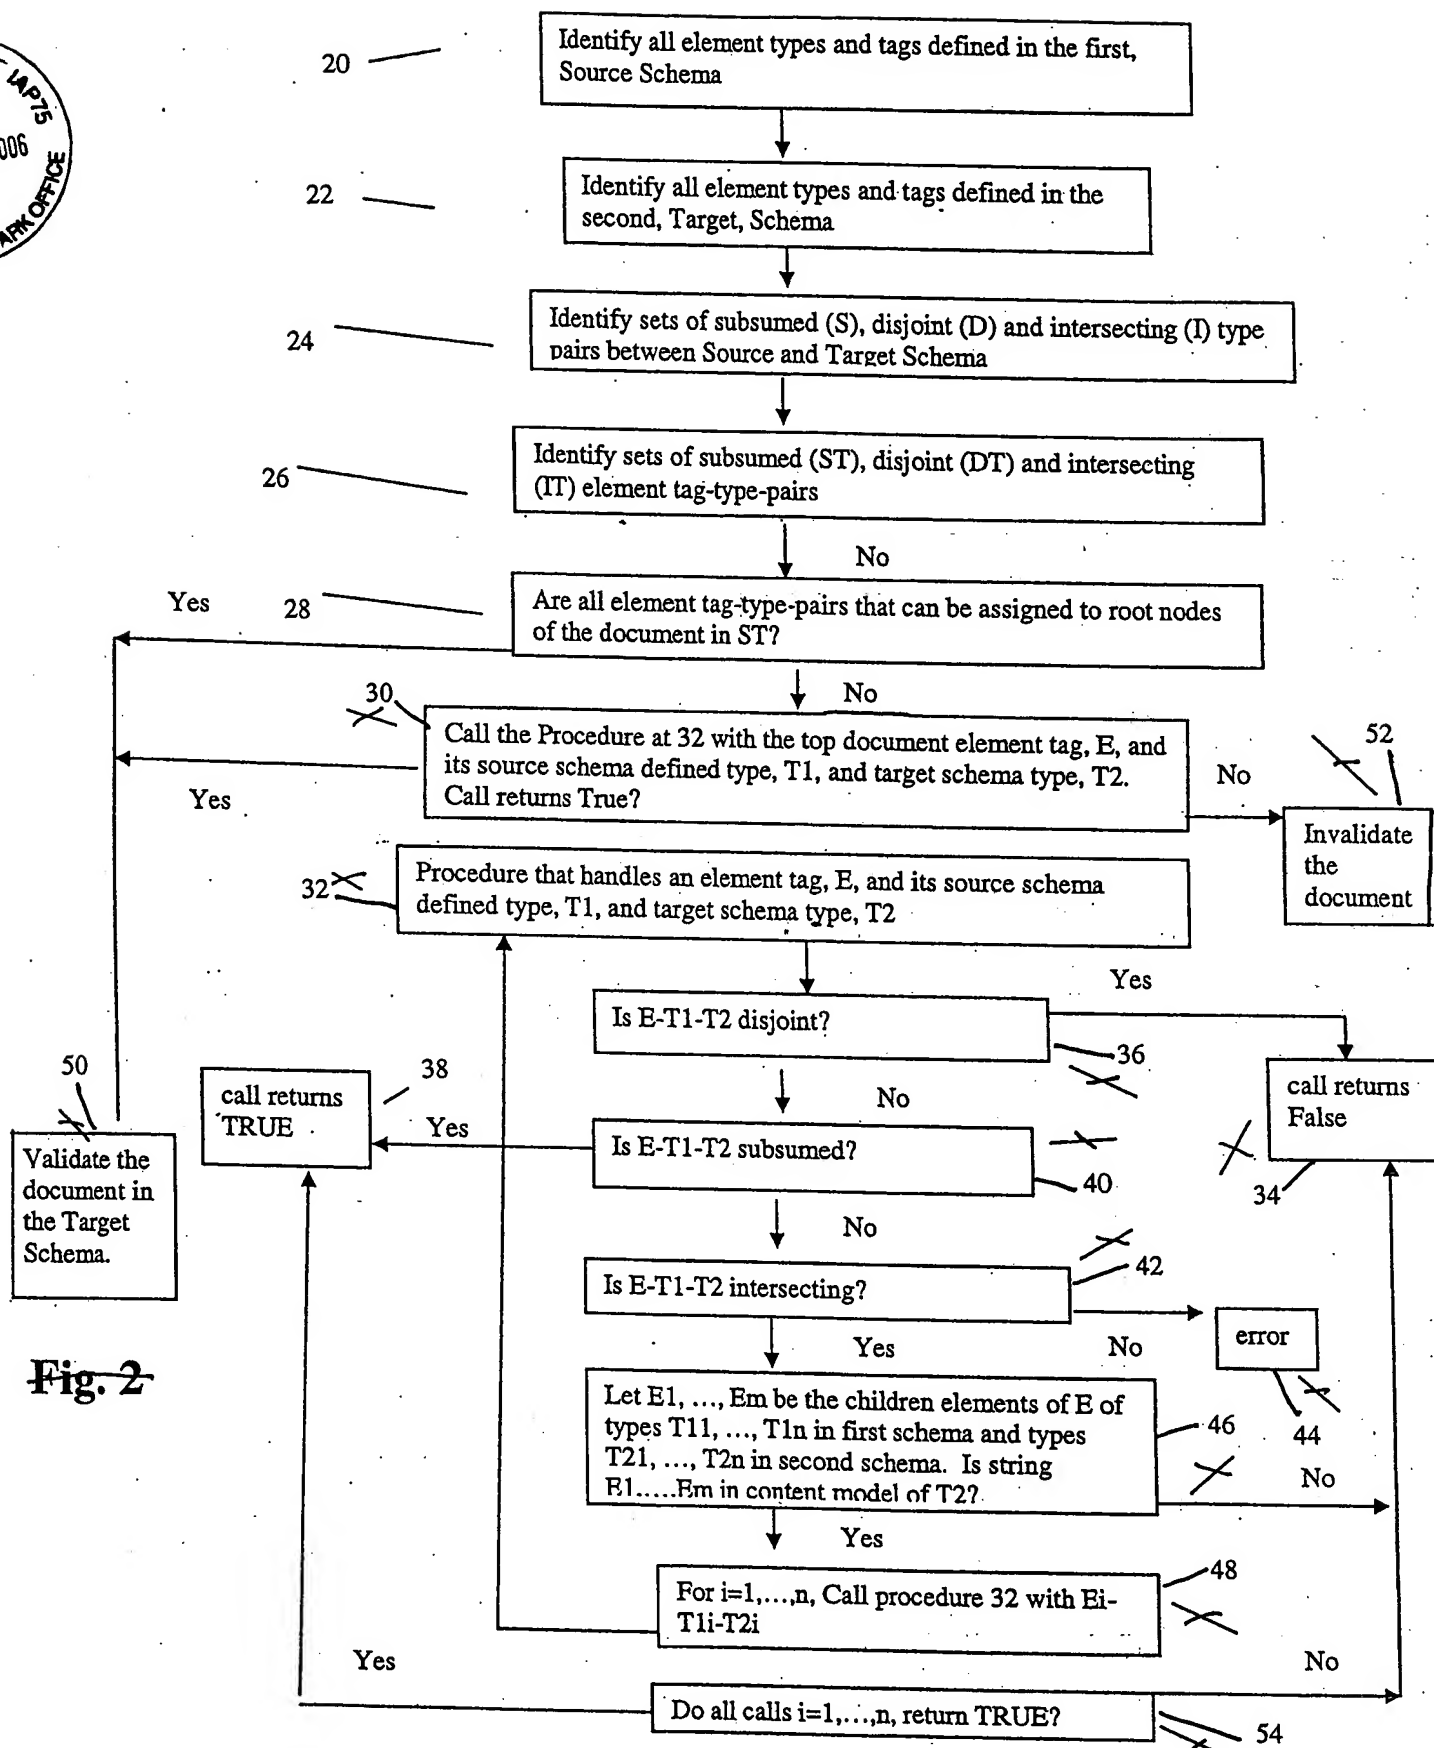 IAP75
006
ARK OFFICE
20
Identify all element types and tags defined in the first,
Source Schema
22
Identify all element types and tags defined in the
second, Target, Schema
24
Identify sets of subsumed (S), disjoint (D) and intersecting (I) type
pairs between Source and Target Schema
26
Identify sets of subsumed (ST), disjoint (DT) and intersecting
(IT) element tag-type-pairs
No
Yes
28
Are all element tag-type-pairs that can be assigned to root nodes
of the document in ST?
No
30
Call the Procedure at 32 with the top document element tag, E, and
its source schema defined type, T1, and target schema type, T2.
Call returns True?
Yes
No
52
Invalidate
the
document
32
Procedure that handles an element tag, E, and its source schema
defined type, T1, and target schema type, T2
Yes
Is E-T1-T2 disjoint?
36
50
38
call returns
TRUE
No
call returns
False
34
Yes
Is E-T1-T2 subsumed?
40
Validate the
document in
the Target
Schema.
No
42
Is E-T1-T2 intersecting?
error
44
Yes
No
Fig. 2
Let E1, ..., Em be the children elements of E of
types T11, ..., T1n in first schema and types
T21, ..., T2n in second schema. Is string
E1.....Em in content model of T2?
46
No
Yes
48
For i=1,...,n, Call procedure 32 with Ei-
T1i-T2i
Yes
No
Do all calls i=1,...,n, return TRUE?
54